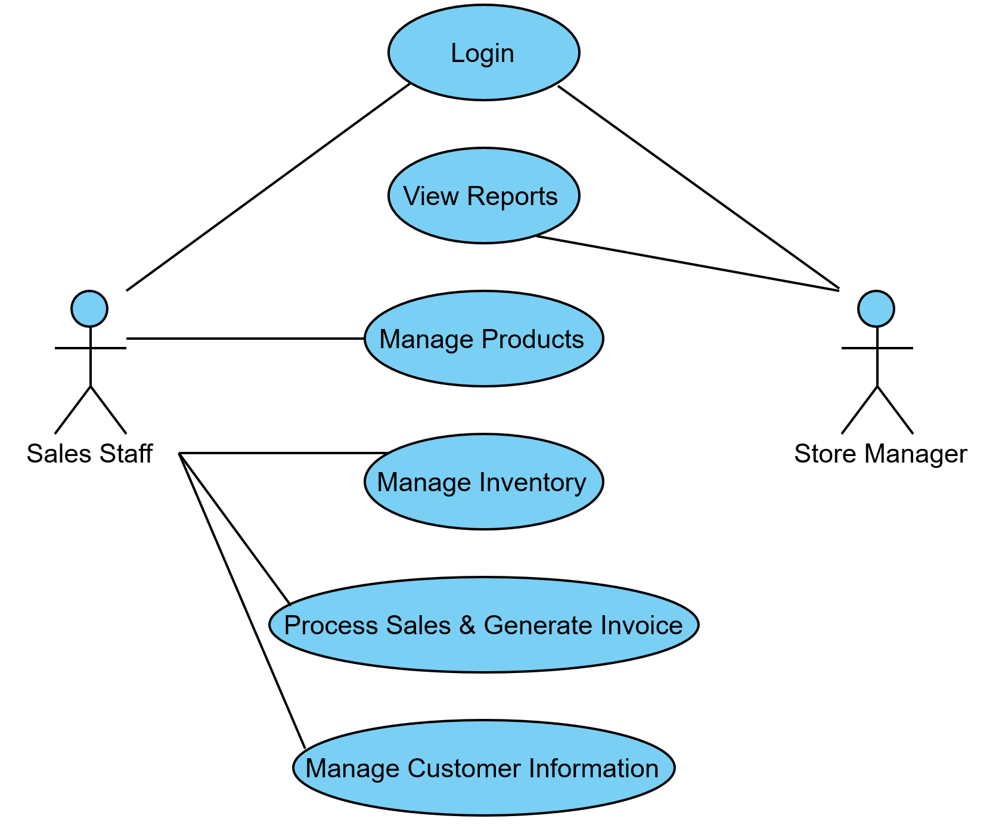 Login
View Reports
Manage Products
Sales Staff
Store Manager
Manage Inventory
Process Sales & Generate Invoice
Manage Customer Information